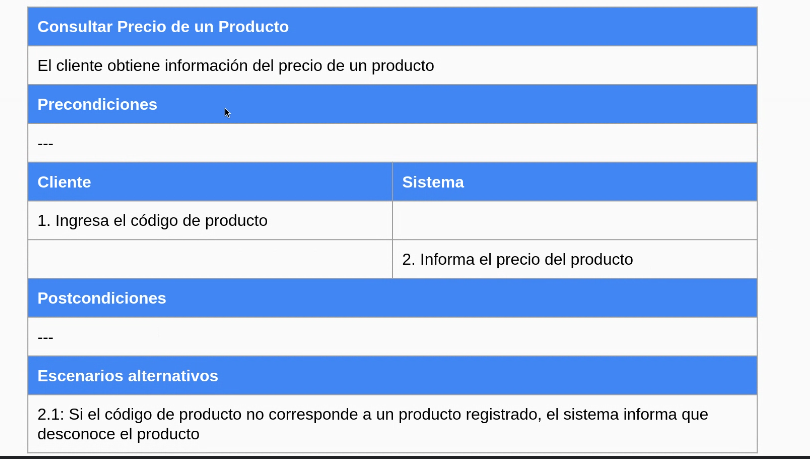 Consultar Precio de un Producto
El cliente obtiene información del precio de un producto
Precondiciones
---
Cliente
Sistema
1. Ingresa el código de producto
2. Informa el precio del producto
Postcondiciones
---
Escenarios alternativos
2.1: Si el código de producto no corresponde a un producto registrado, el sistema informa que
desconoce el producto